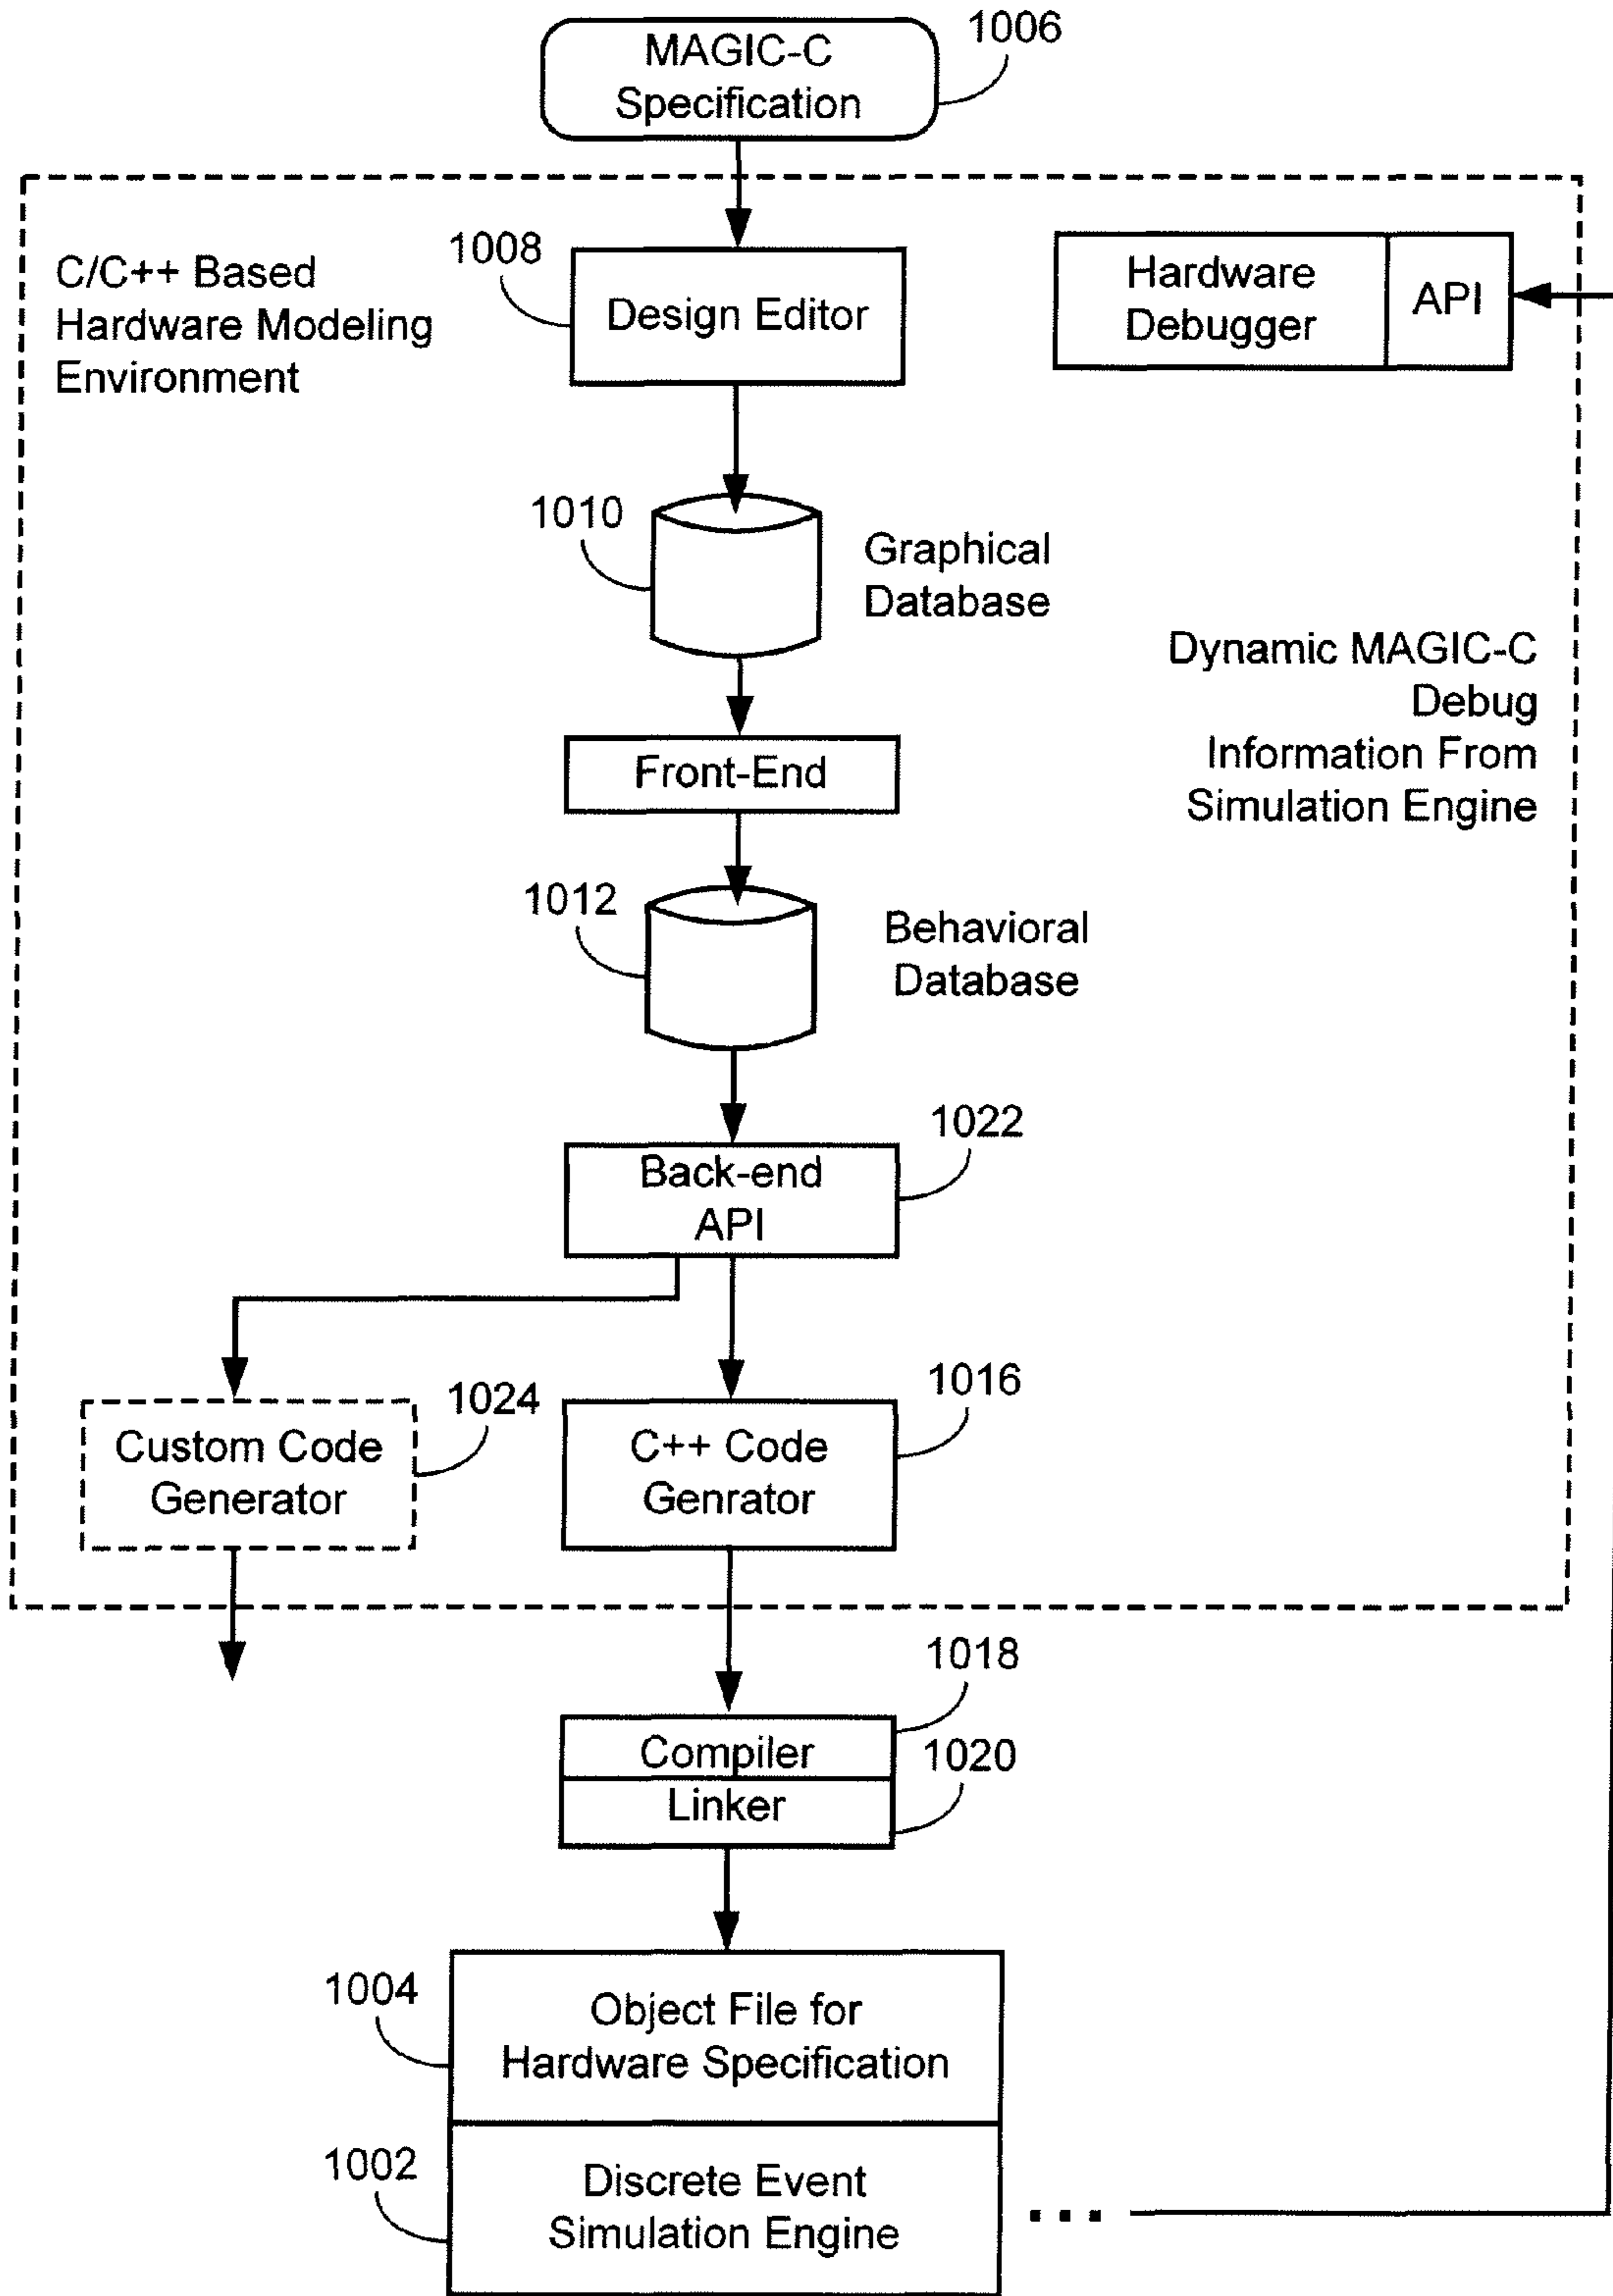 MAGIC-C
Specification
1006
C/C++ Based
Hardware Modeling
Environment
1008
Design Editor
Hardware
Debugger
API
1010
Graphical
Database
Dynamic MAGIC-C
Debug
Information From
Simulation Engine
Front-End
1012
Behavioral
Database
1022
Back-end
API
1024
Custom Code
Generator
1016
C++ Code
Genrator
1018
Compiler
1020
Linker
1004
Object File for
Hardware Specification
1002
Discrete Event
Simulation Engine
...